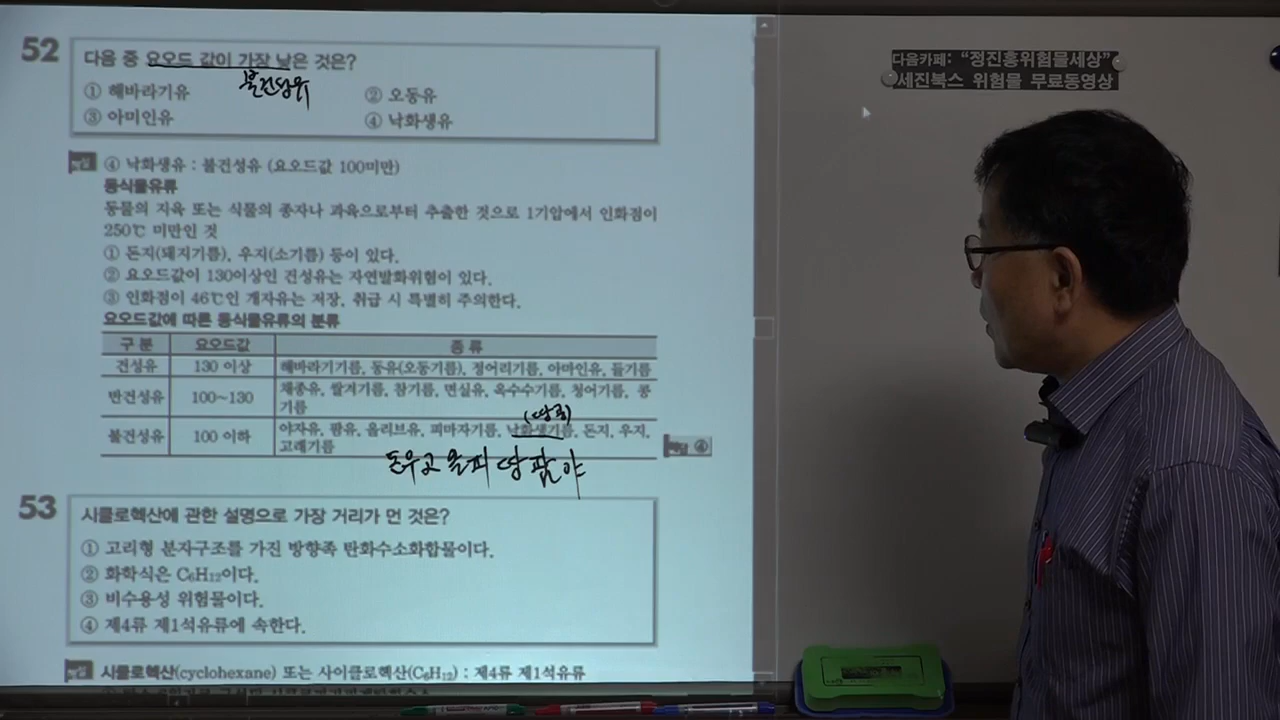 52
다음 중 요오드 값이 가장 낮은 것은?
불건성유
① 해바라기유 ② 오동유
③ 아미인유 ④ 낙화생유
해설 ④ 낙화생유 : 불건성유 (요오드값 100미만)
동식물유류
동물의 지육 또는 식물의 종자나 과육으로부터 추출한 것으로 1기압에서 인화점이
250℃ 미만인 것
① 돈지(돼지기름), 우지(소기름) 등이 있다.
② 요오드값이 130이상인 건성유는 자연발화위험이 있다.
③ 인화점이 46℃인 개자유는 저장, 취급 시 특별히 주의한다.
요오드값에 따른 동식물유류의 분류
구 분 요오드값 종 류
건성유 130 이상 해바라기기름, 동유(오동기름), 정어리기름, 아마인유, 들기름
반건성유 100~130 채종유, 쌀겨기름, 참기름, 면실유, 옥수수기름, 청어기름, 콩
기름
(땅콩)
불건성유 100 이하 야자유, 팜유, 올리브유, 피마자기름, 낙화생기름, 돈지, 우지,
고래기름
정답 ④
돈우고 올피 땅팜야
53
시클로헥산에 관한 설명으로 가장 거리가 먼 것은?
① 고리형 분자구조를 가진 방향족 탄화수소화합물이다.
② 화학식은 C₆H₁₂이다.
③ 비수용성 위험물이다.
④ 제4류 제1석유류에 속한다.
해설 시클로헥산(cyclohexane) 또는 사이클로헥산(C₆H₁₂) : 제4류 제1석유류
다음카페: "정진홍위험물세상"
세진북스 위험물 무료동영상